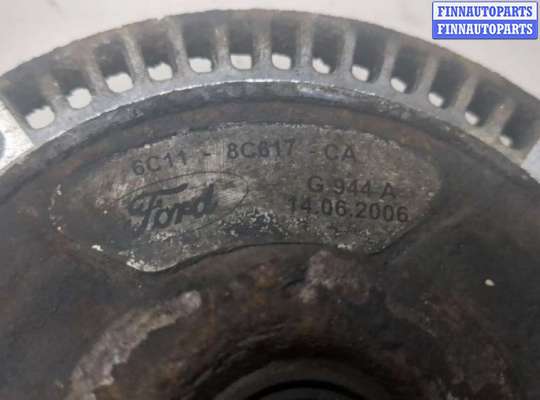 FINNAUTOPARTS
FINNAUTOPARTS
6C11 - 8C617 - CA
Ford
G 944 A
14.06.2006